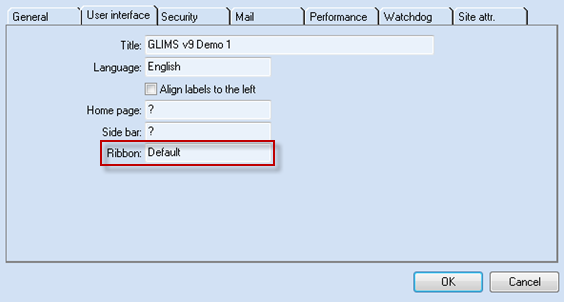 General User interface Security Mail Performance Watchdog Site attr.
Title: GLIMS v9 Demo 1
Language: English
Align labels to the left
Home page: ?
Side bar: ?
Ribbon: Default
OK Cancel